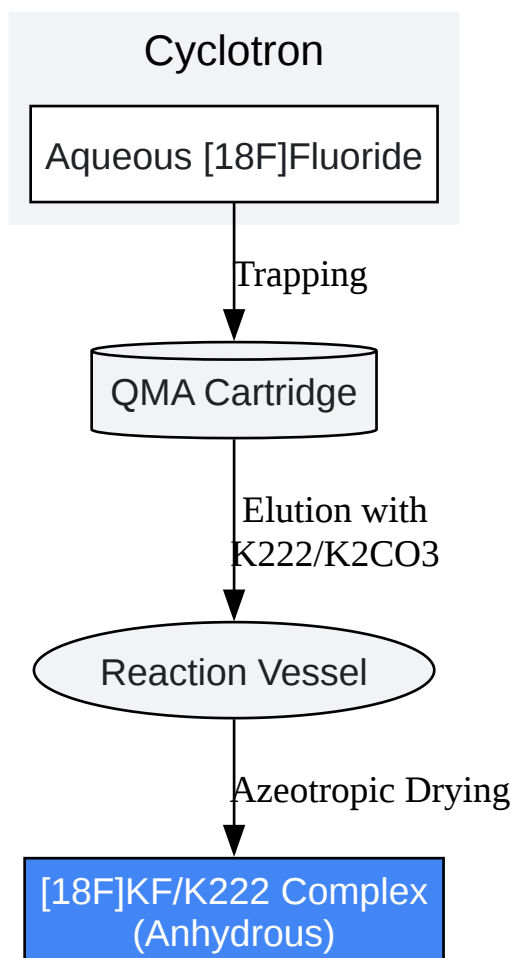 Cyclotron
Aqueous [18F]Fluoride
Trapping
QMA Cartridge
Elution with
K222/K2CO3
Reaction Vessel
Azeotropic Drying
[18F]KF/K222 Complex
(Anhydrous)